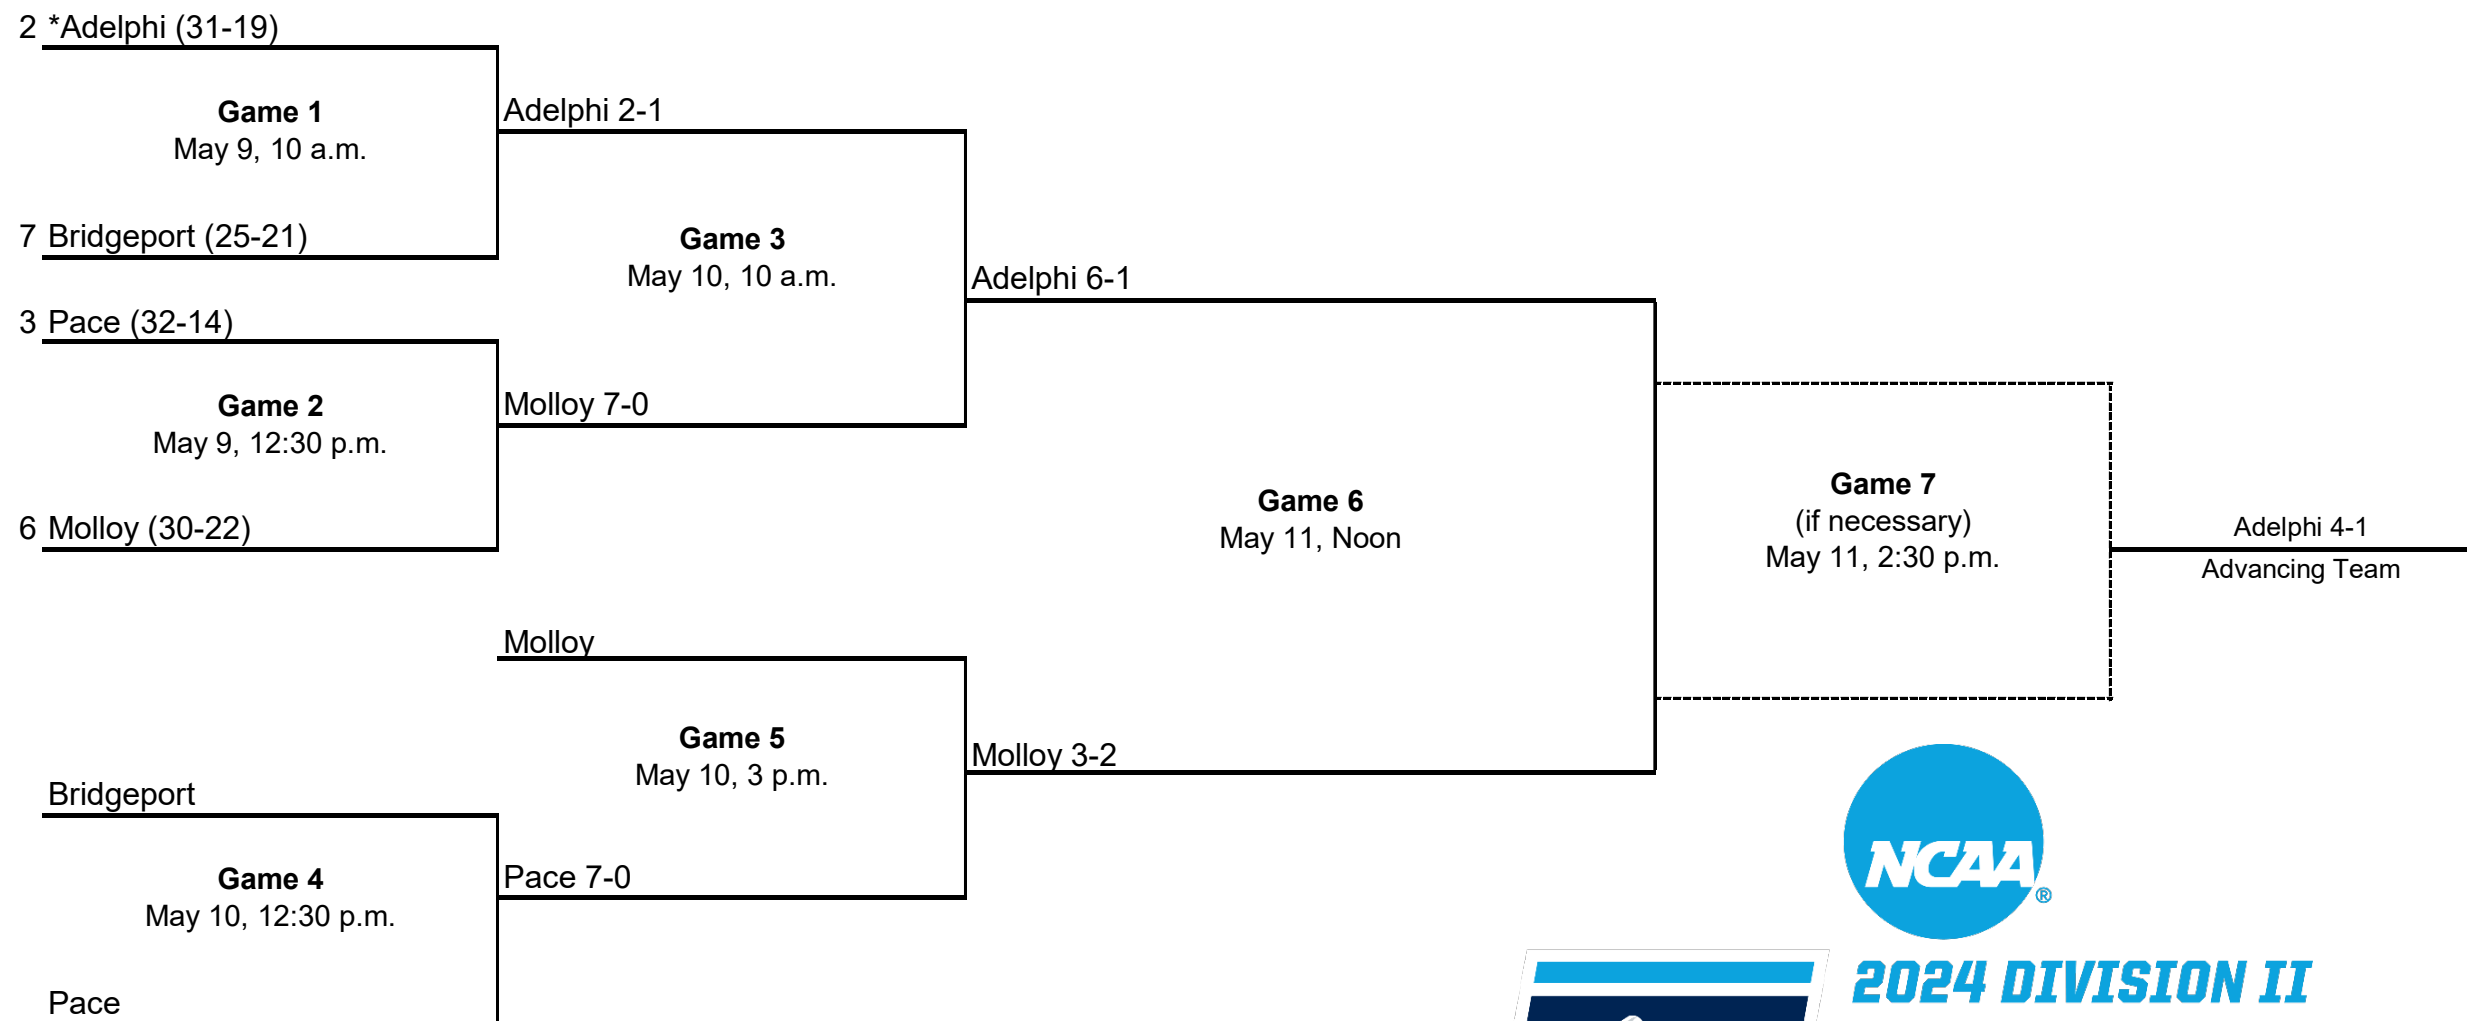 2 *Adelphi (31-19)
Game 1
May 9, 10 a.m.
7 Bridgeport (25-21)
Adelphi 2-1
3 Pace (32-14)
Game 2
May 9, 12:30 p.m.
6 Molloy (30-22)
Molloy 7-0
Game 3
May 10, 10 a.m.
Adelphi 6-1
Molloy
Game 5
May 10, 3 p.m.
Bridgeport
Game 4
May 10, 12:30 p.m.
Pace
Pace 7-0
Molloy 3-2
Game 6
May 11, Noon
Game 7
(if necessary)
May 11, 2:30 p.m.
Adelphi 4-1
Advancing Team
NCAA
®
2024 DIVISION II